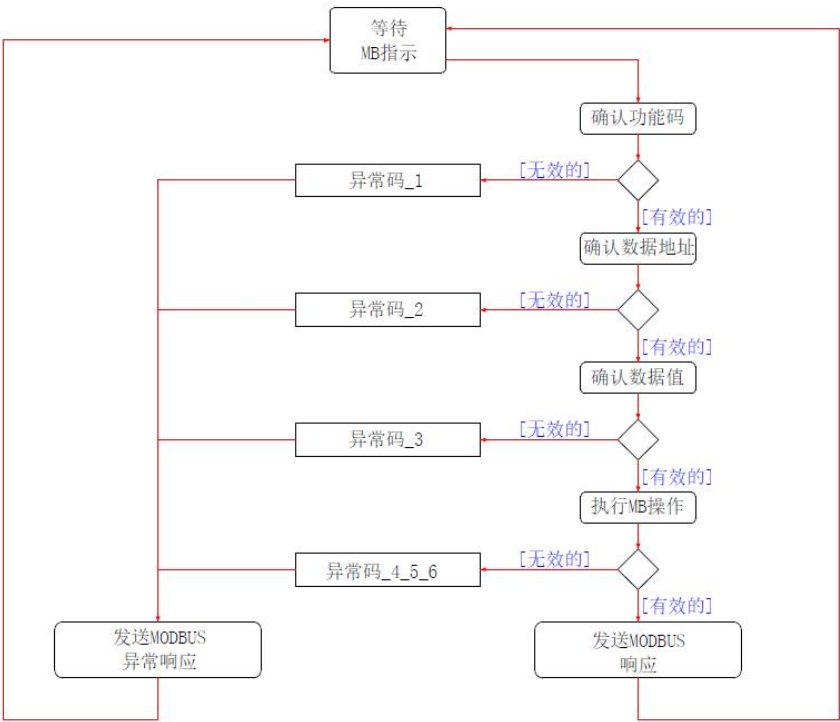 等待
MB指示
确认功能码
[无效的]
异常码_1
[有效的]
确认数据地址
[无效的]
异常码_2
[有效的]
确认数据值
[无效的]
异常码_3
[有效的]
执行MB操作
[无效的]
异常码_4_5_6
[有效的]
发送MODBUS
异常响应
发送MODBUS
响应